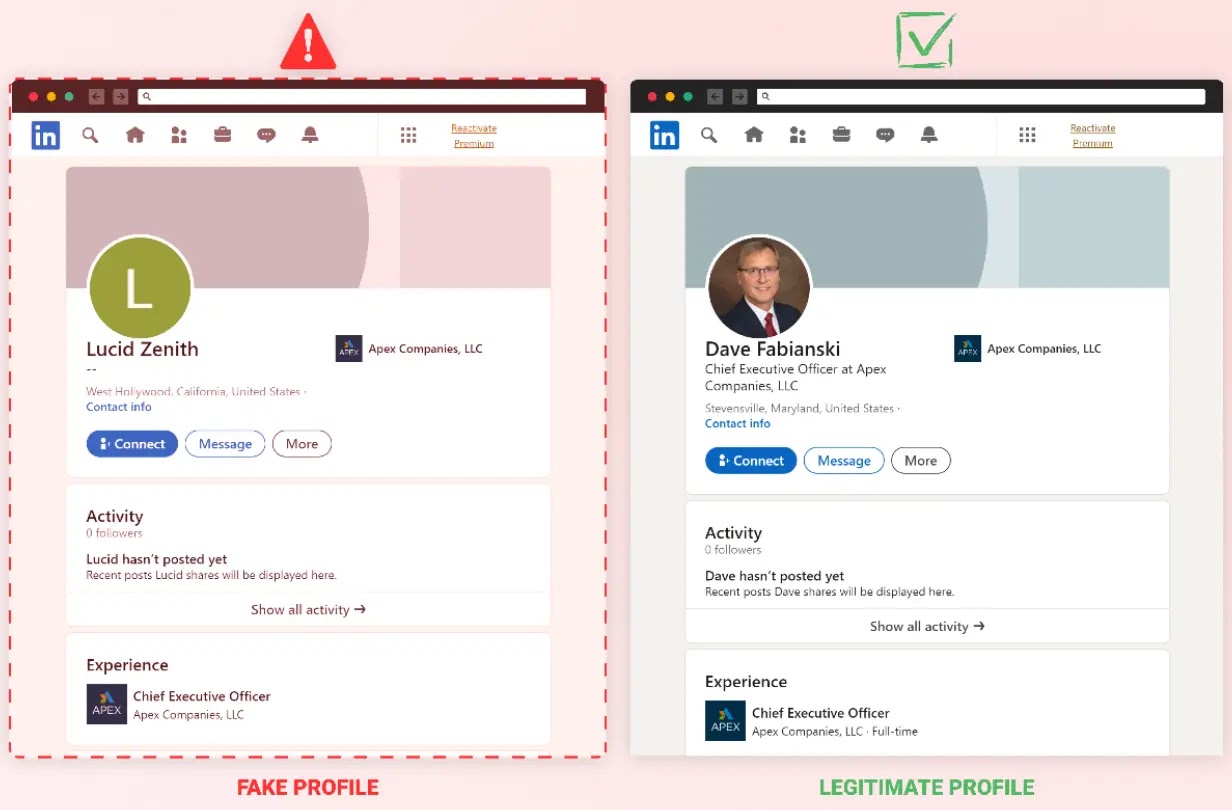 in
Reactivate
Premium
L
Lucid Zenith
APEX
Apex Companies, LLC
--
West Hollywood, California, United States ·
Contact info
Connect
Message
More
Activity
0 followers
Lucid hasn't posted yet
Recent posts Lucid shares will be displayed here.
Show all activity →
Experience
APEX
Chief Executive Officer
Apex Companies, LLC
FAKE PROFILE
in
Reactivate
Premium
Dave Fabianski
APEX
Apex Companies, LLC
Chief Executive Officer at Apex
Companies, LLC
Stevensville, Maryland, United States ·
Contact info
Connect
Message
More
Activity
0 followers
Dave hasn't posted yet
Recent posts Dave shares will be displayed here.
Show all activity →
Experience
APEX
Chief Executive Officer
Apex Companies, LLC · Full-time
LEGITIMATE PROFILE